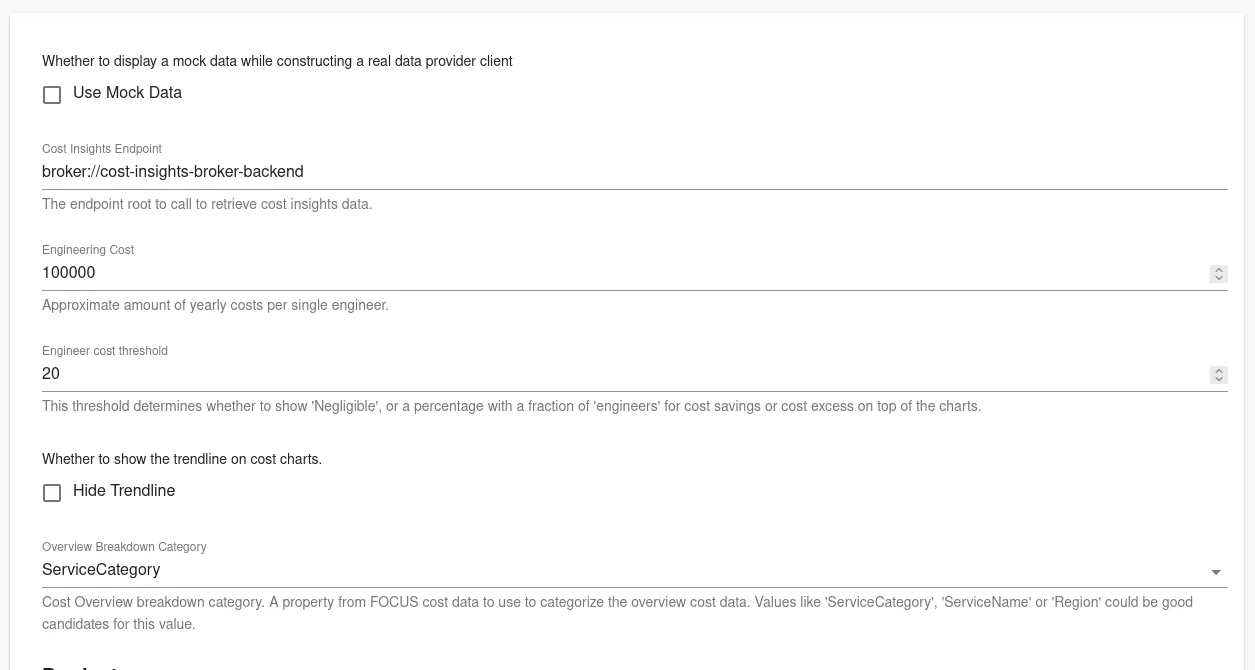 Whether to display a mock data while constructing a real data provider client
Use Mock Data
Cost Insights Endpoint
broker://cost-insights-broker-backend
The endpoint root to call to retrieve cost insights data.
Engineering Cost
100000
Approximate amount of yearly costs per single engineer.
Engineer cost threshold
20
This threshold determines whether to show 'Negligible', or a percentage with a fraction of 'engineers' for cost savings or cost excess on top of the charts.
Whether to show the trendline on cost charts.
Hide Trendline
Overview Breakdown Category
ServiceCategory
Cost Overview breakdown category. A property from FOCUS cost data to use to categorize the overview cost data. Values like 'ServiceCategory', 'ServiceName' or 'Region' could be good
candidates for this value.